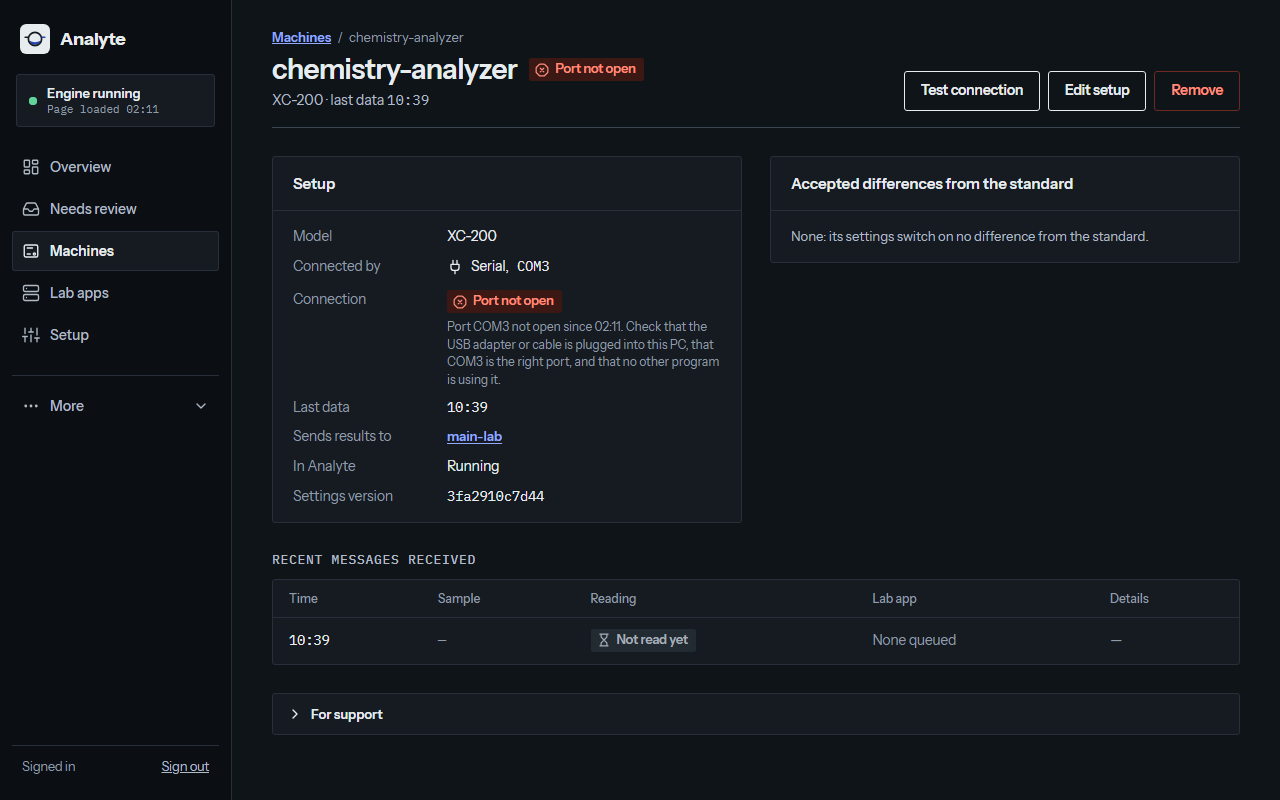 Analyte
Engine running
Page loaded 02:11
Overview
Needs review
Machines
Lab apps
Setup
More
Signed in
Sign out
Machines / chemistry-analyzer
chemistry-analyzer
Port not open
XC-200 · last data 10:39
Test connection
Edit setup
Remove
Setup
Model
XC-200
Connected by
Serial, COM3
Connection
Port not open
Port COM3 not open since 02:11. Check that the
USB adapter or cable is plugged into this PC, that
COM3 is the right port, and that no other program
is using it.
Last data
10:39
Sends results to
main-lab
In Analyte
Running
Settings version
3fa2910c7d44
Accepted differences from the standard
None: its settings switch on no difference from the standard.
RECENT MESSAGES RECEIVED
Time Sample Reading Lab app Details
10:39 — Not read yet None queued —
For support